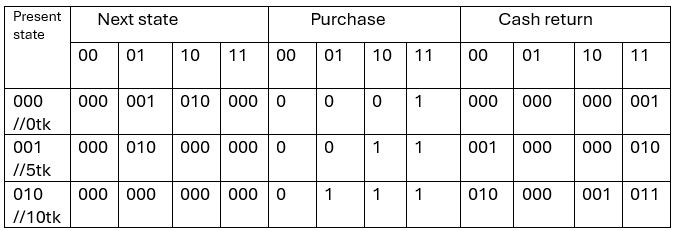 Present state Next state Purchase Cash return
00 01 10 11 00 01 10 11 00 01 10 11
000 //0tk 000 001 010 000 0 0 0 1 000 000 000 001
001 //5tk 000 010 000 000 0 0 1 1 001 000 000 010
010 //10tk 000 000 000 000 0 1 1 1 010 000 001 011